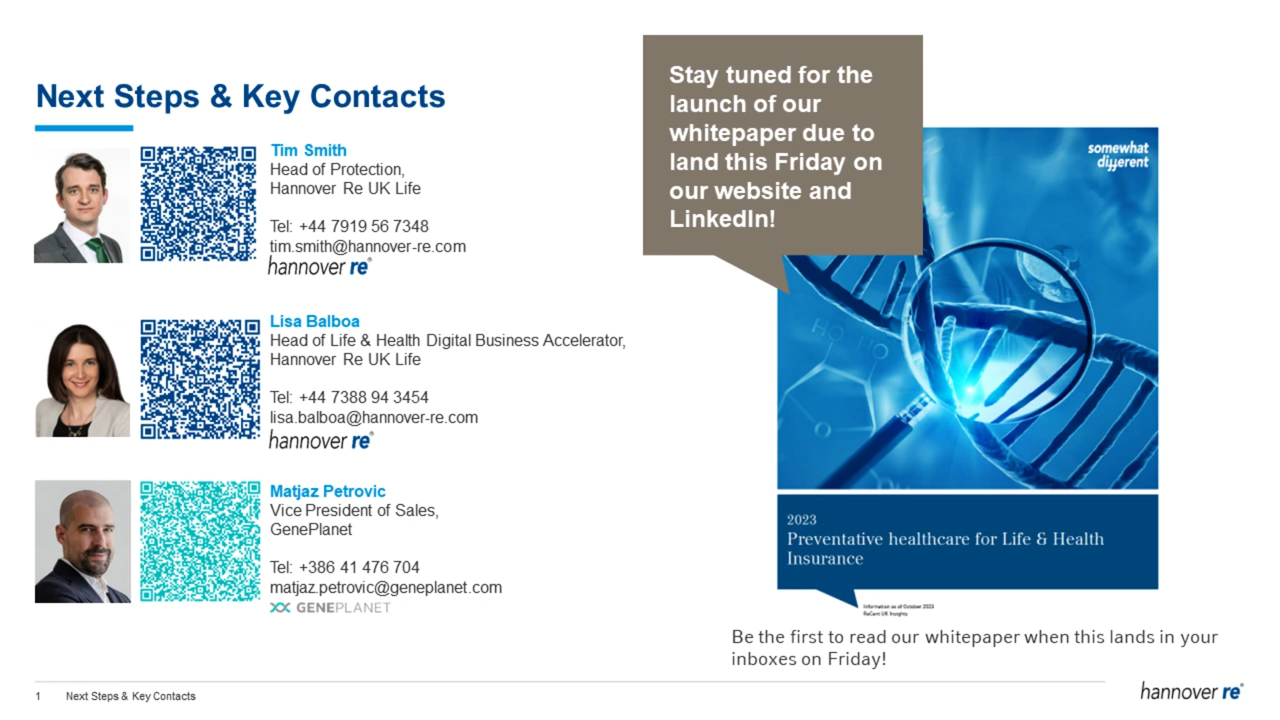 Next Steps & Key Contacts
Tim Smith
Head of Protection,
Hannover Re UK Life
Tel: +44 7919 56 7348
tim.smith@hannover-re.com
hannover re®
Lisa Balboa
Head of Life & Health Digital Business Accelerator,
Hannover Re UK Life
Tel: +44 7388 94 3454
lisa.balboa@hannover-re.com
hannover re®
Matjaz Petrovic
Vice President of Sales,
GenePlanet
Tel: +386 41 476 704
matjaz.petrovic@geneplanet.com
GENEPLANET
Stay tuned for the
launch of our
whitepaper due to
land this Friday on
our website and
LinkedIn!
somewhat
different
HO HO
2023
Preventative healthcare for Life & Health
Insurance
Information as of October 2023
ReCent UK Insights
Be the first to read our whitepaper when this lands in your
inboxes on Friday!
1 Next Steps & Key Contacts
hannover re®